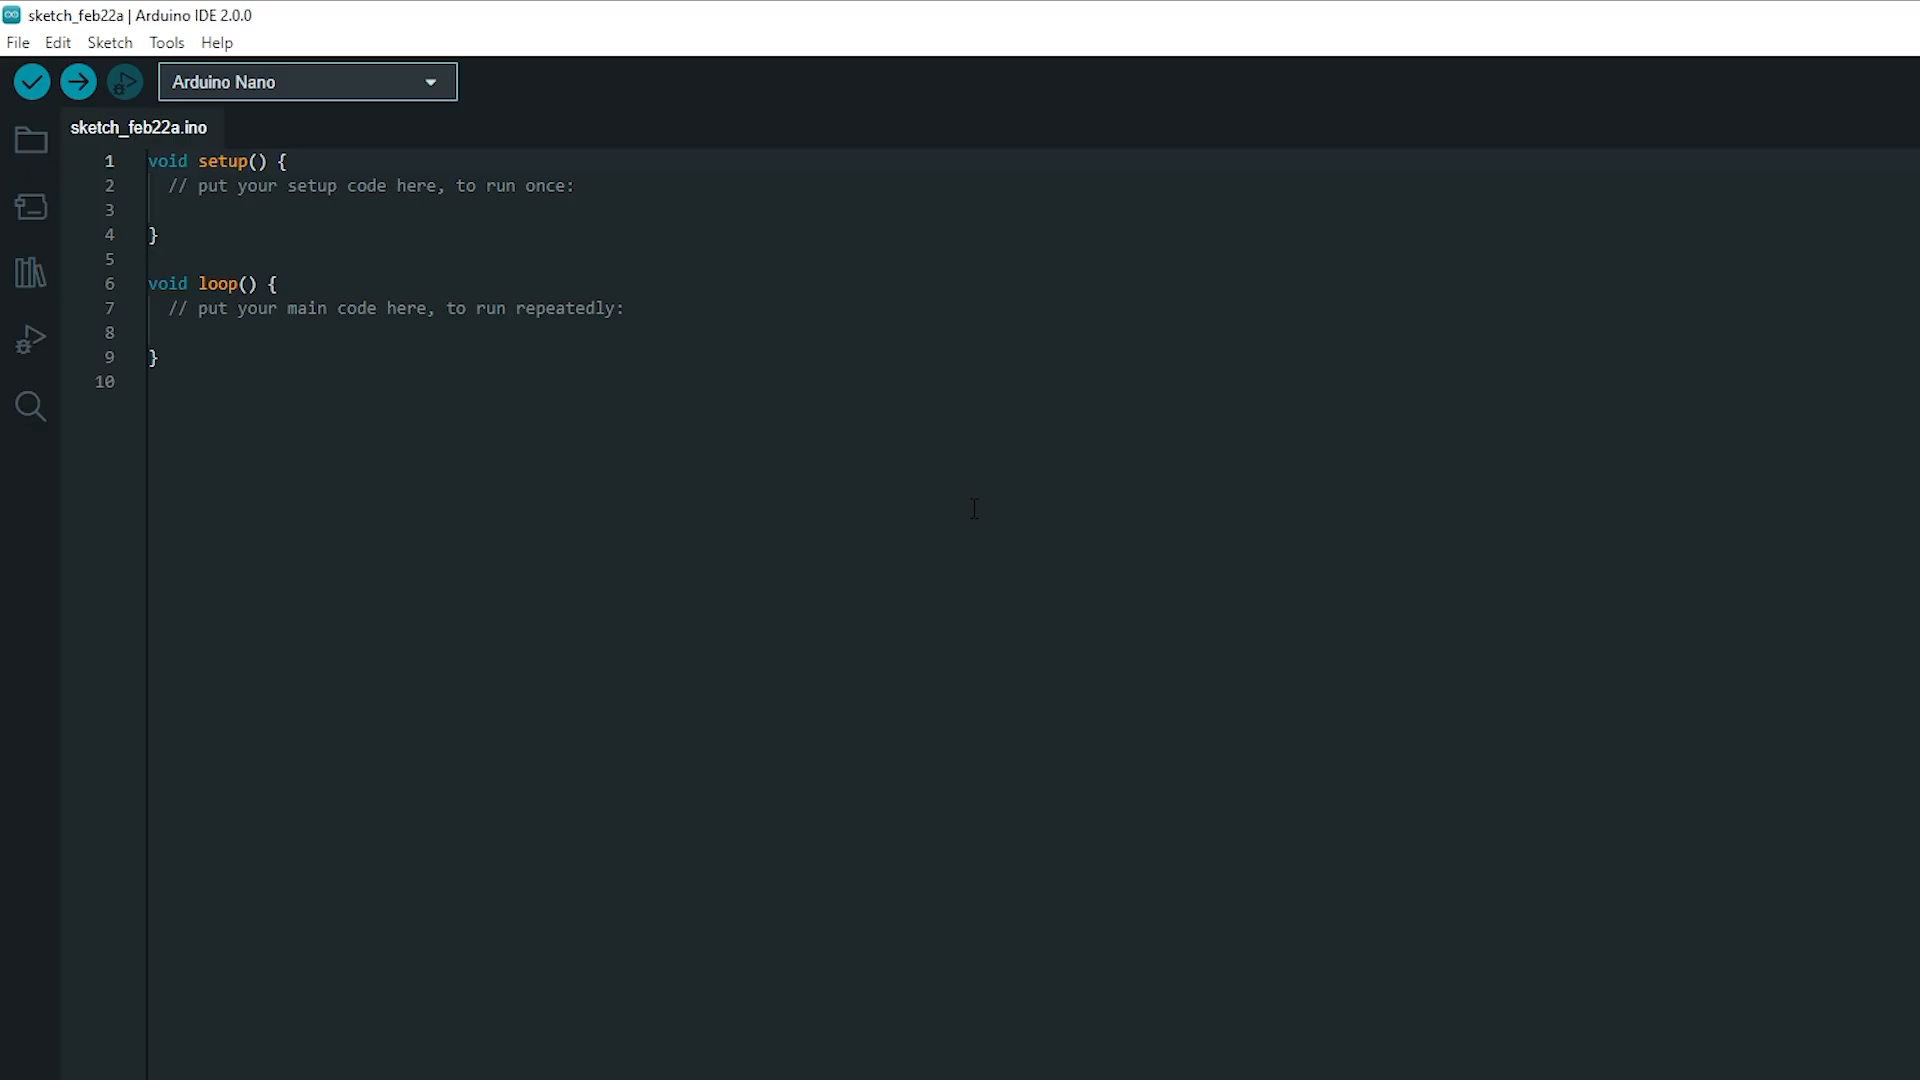 sketch_feb22a | Arduino IDE 2.0.0
File Edit Sketch Tools Help
Arduino Nano
sketch_feb22a.ino
1 void setup() {
2 // put your setup code here, to run once:
3
4 }
5
6 void loop() {
7 // put your main code here, to run repeatedly:
8
9 }
10